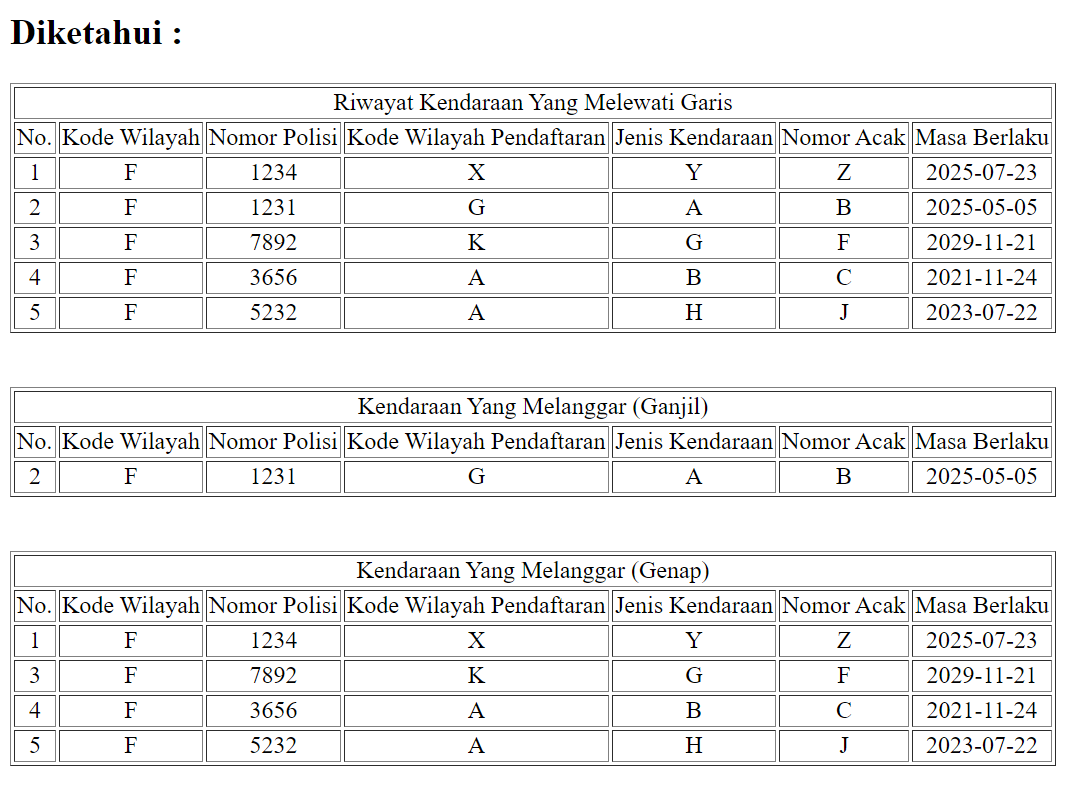 Diketahui :
Riwayat Kendaraan Yang Melewati Garis
No. Kode Wilayah Nomor Polisi Kode Wilayah Pendaftaran Jenis Kendaraan Nomor Acak Masa Berlaku
1 F 1234 X Y Z 2025-07-23
2 F 1231 G A B 2025-05-05
3 F 7892 K G F 2029-11-21
4 F 3656 A B C 2021-11-24
5 F 5232 A H J 2023-07-22
Kendaraan Yang Melanggar (Ganjil)
No. Kode Wilayah Nomor Polisi Kode Wilayah Pendaftaran Jenis Kendaraan Nomor Acak Masa Berlaku
2 F 1231 G A B 2025-05-05
Kendaraan Yang Melanggar (Genap)
No. Kode Wilayah Nomor Polisi Kode Wilayah Pendaftaran Jenis Kendaraan Nomor Acak Masa Berlaku
1 F 1234 X Y Z 2025-07-23
3 F 7892 K G F 2029-11-21
4 F 3656 A B C 2021-11-24
5 F 5232 A H J 2023-07-22